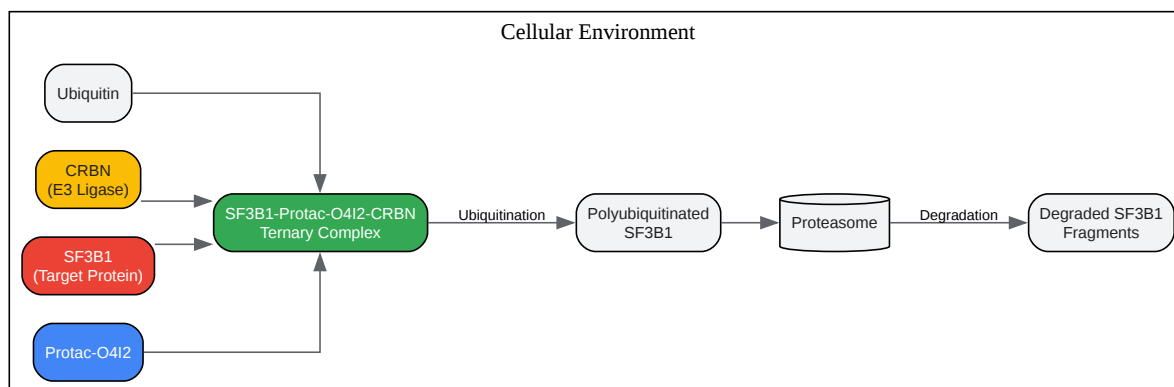 Cellular Environment
Ubiquitin
CRBN
(E3 Ligase)
SF3B1
(Target Protein)
Protac-O4I2
SF3B1-Protac-O4I2-CRBN
Ternary Complex
Ubiquitination
Polyubiquitinated
SF3B1
Proteasome
Degradation
Degraded SF3B1
Fragments